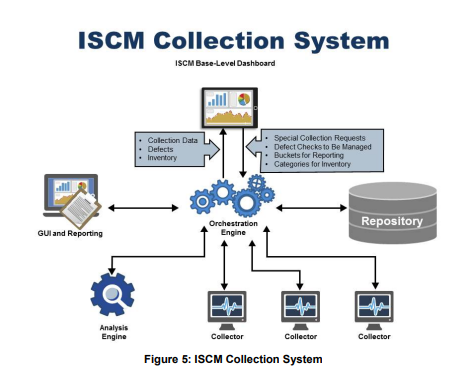 ISCM Collection System
ISCM Base-Level Dashboard
• Collection Data
• Defects
• Inventory
• Special Collection Requests
• Defect Checks to Be Managed
• Buckets for Reporting
• Categories for Inventory
GUI and Reporting
Orchestration
Engine
Repository
Analysis
Engine
Collector
Collector
Collector
Figure 5: ISCM Collection System